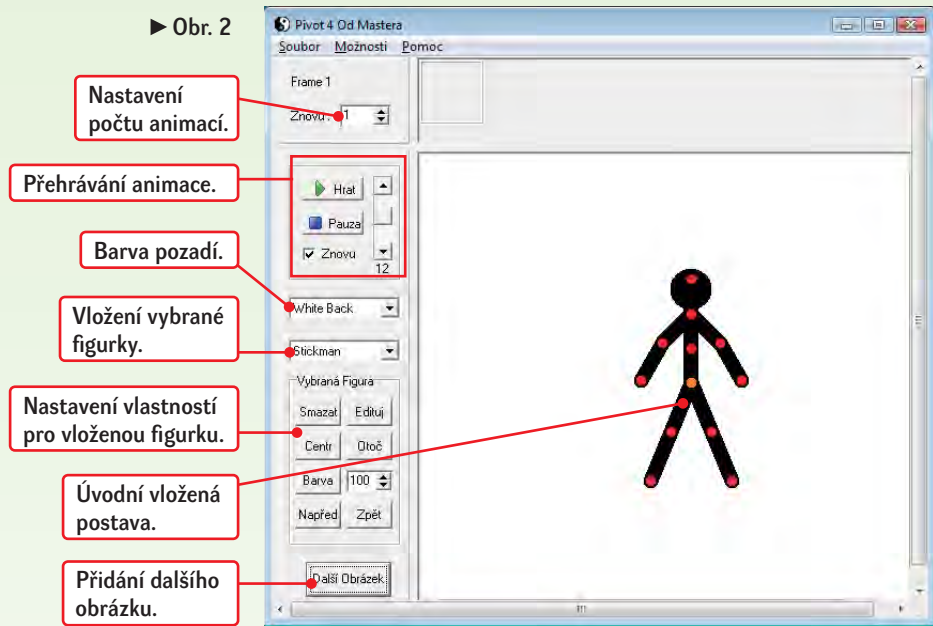 ► Obr. 2
Pivot 4 Od Mastera
Soubor Možnosti Pomoc
Frame 1
Nastavení
počtu animací.
Znovu: 1
Přehrávání animace.
Hrat
Pauza
Znovu
12
Barva pozadí.
White Back
Vložení vybrané
figurky.
Stickman
Vybraná Figura
Nastavení vlastností
pro vloženou figurku.
Smazat Edituj
Centr Otoč
Barva 100
Napřed Zpět
Úvodní vložená
postava.
Přidání dalšího
obrázku.
Další Obrázek